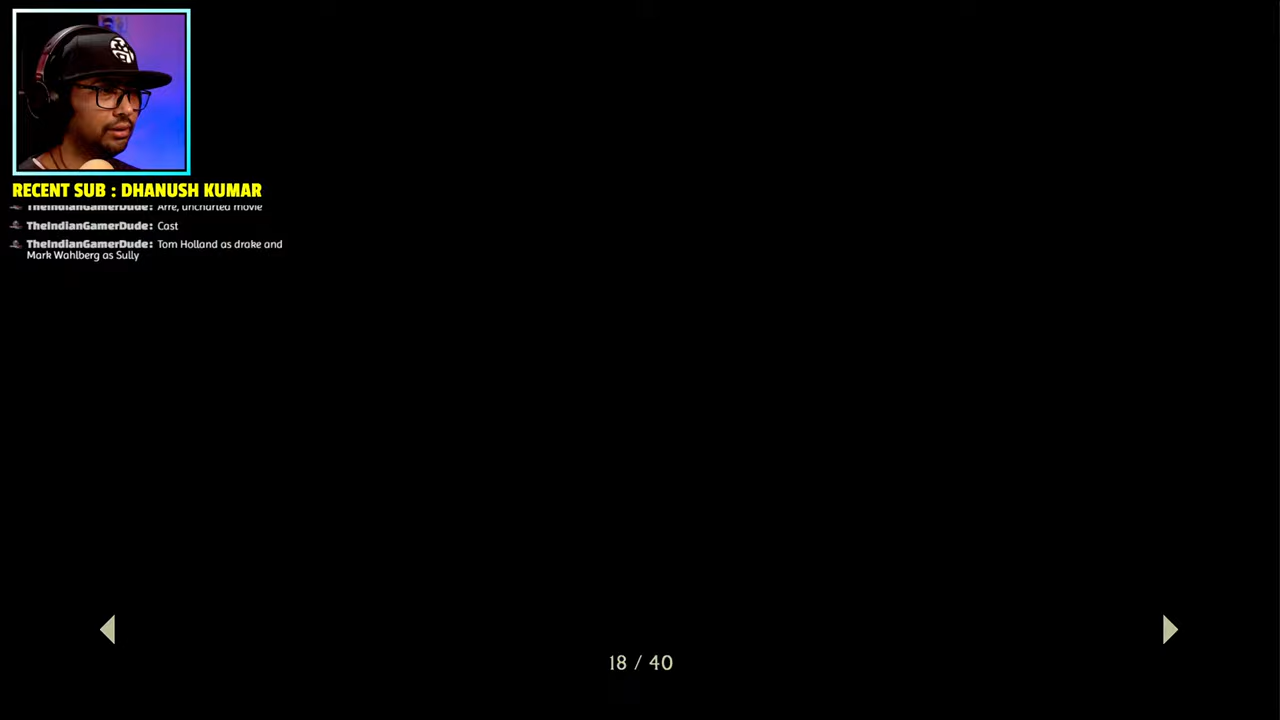 RECENT SUB : DHANUSH KUMAR
TheIndianGamerDude: Arre, uncharted movie
TheIndianGamerDude: Cast
TheIndianGamerDude: Tom Holland as drake and
Mark Wahlberg as Sully
18 / 40